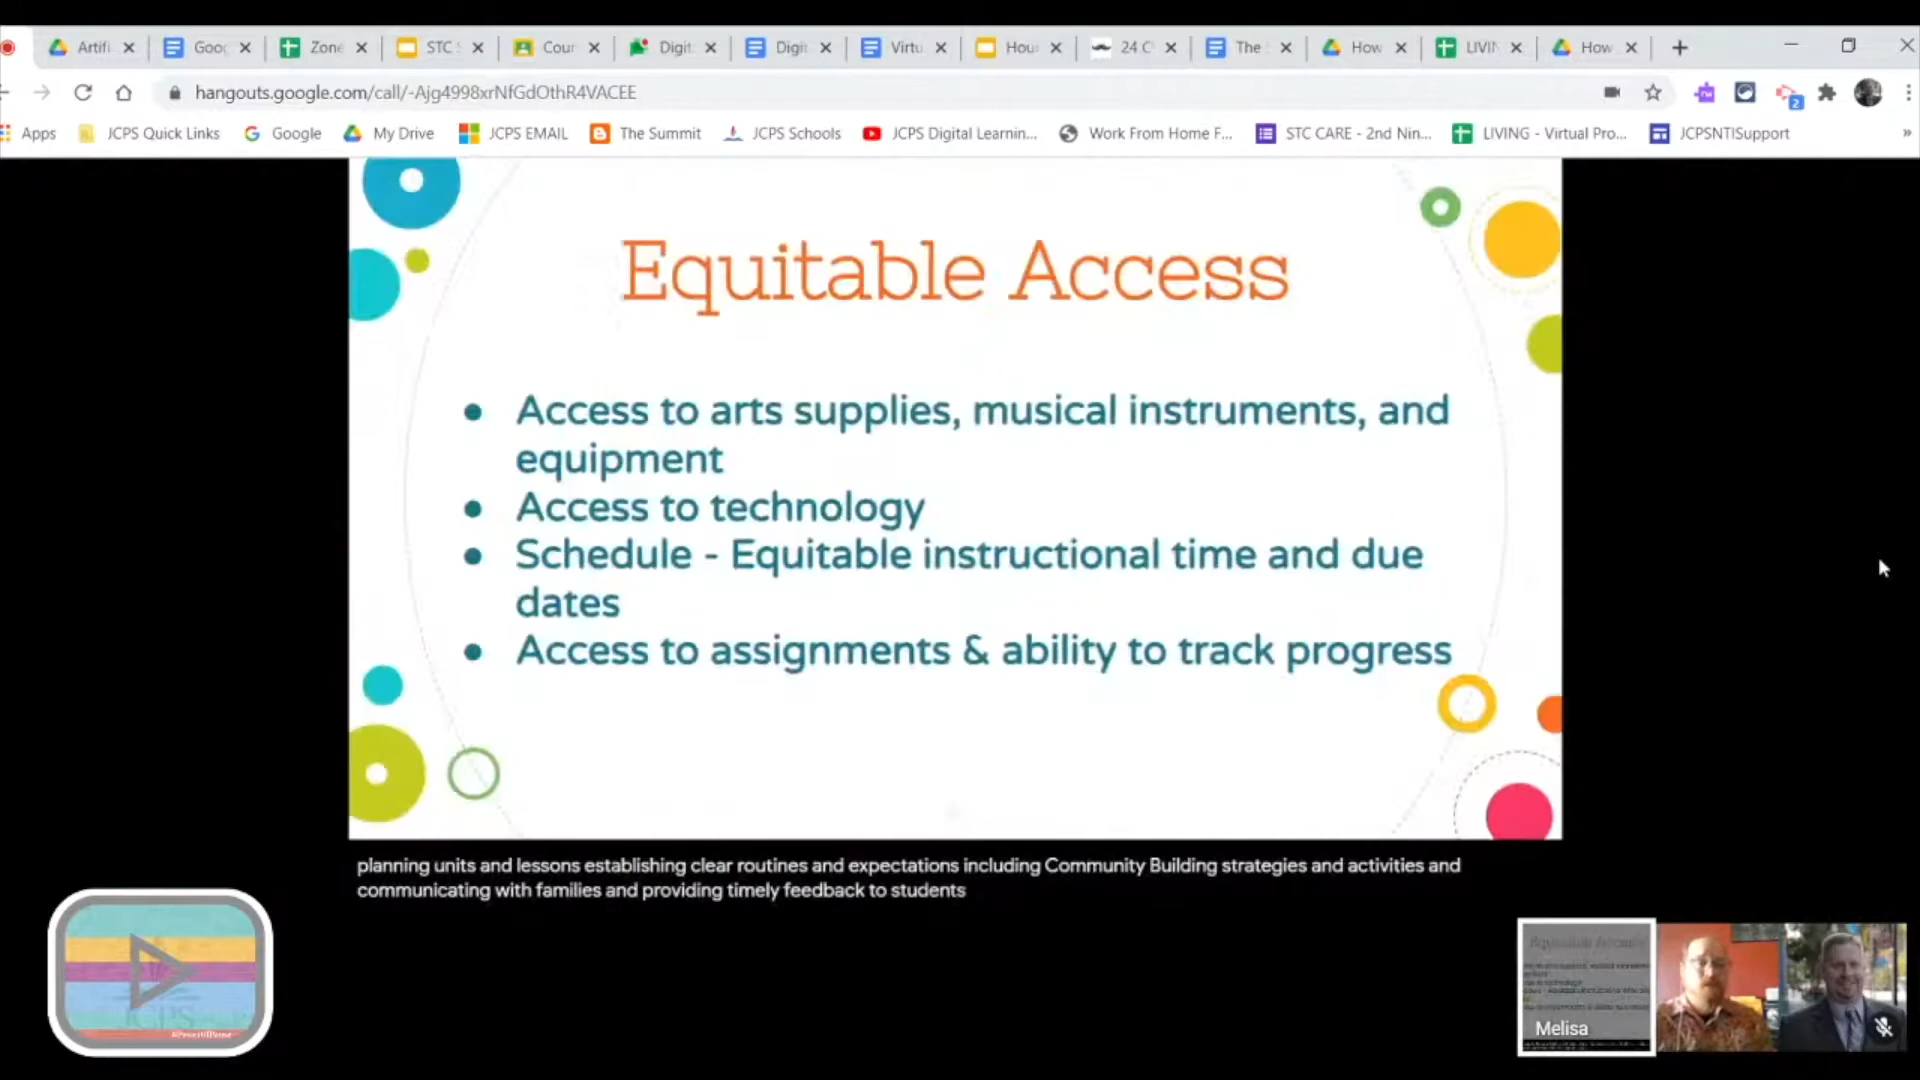 Artifi
Goog
Zone
STC S
Cour
Digit
Digit
Virtu
Hou
24 C
The
How
LIVIN
How
hangouts.google.com/call/-Ajg4998xrNfGdOthR4VACEE
2
Apps
JCPS Quick Links
Google
My Drive
JCPS EMAIL
The Summit
JCPS Schools
JCPS Digital Learnin...
Work From Home F...
STC CARE - 2nd Nin...
LIVING - Virtual Pro...
JCPSNTISupport
»
Equitable Access
● Access to arts supplies, musical instruments, and
equipment
● Access to technology
● Schedule - Equitable instructional time and due
dates
● Access to assignments & ability to track progress
planning units and lessons establishing clear routines and expectations including Community Building strategies and activities and
communicating with families and providing timely feedback to students
JCPS
Melisa